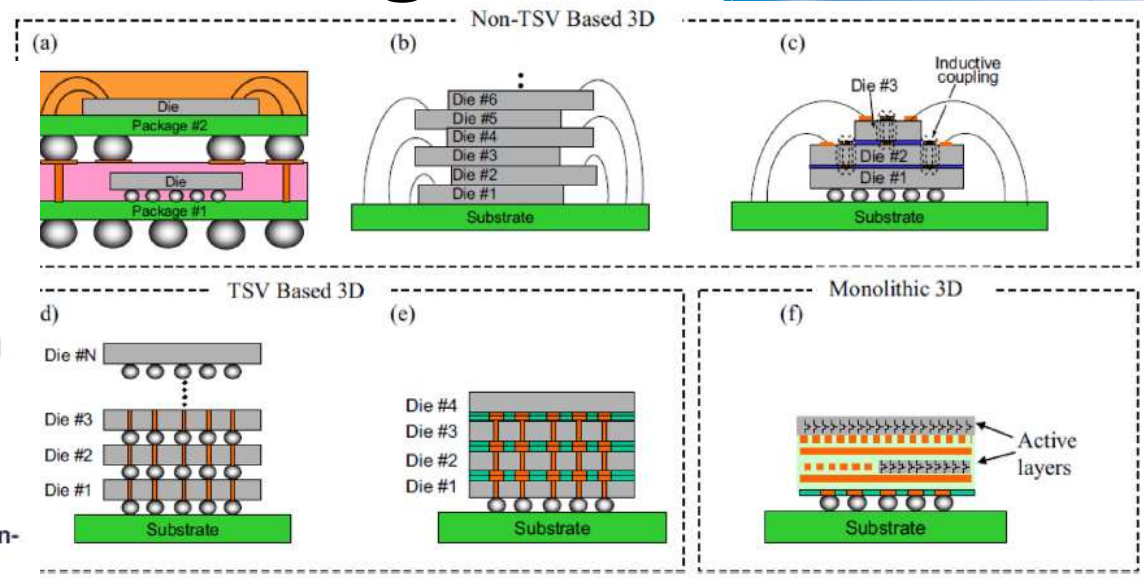 Non-TSV Based 3D
(a)
Die
Package #2
Die
Package #1
(b)
Die #6
Die #5
Die #4
Die #3
Die #2
Die #1
Substrate
(c)
Inductive
coupling
Die #3
Die #2
Die #1
Substrate
TSV Based 3D
d)
Die #N
Die #3
Die #2
Die #1
Substrate
(e)
Die #4
Die #3
Die #2
Die #1
Substrate
Monolithic 3D
(f)
Active
layers
Substrate
n-